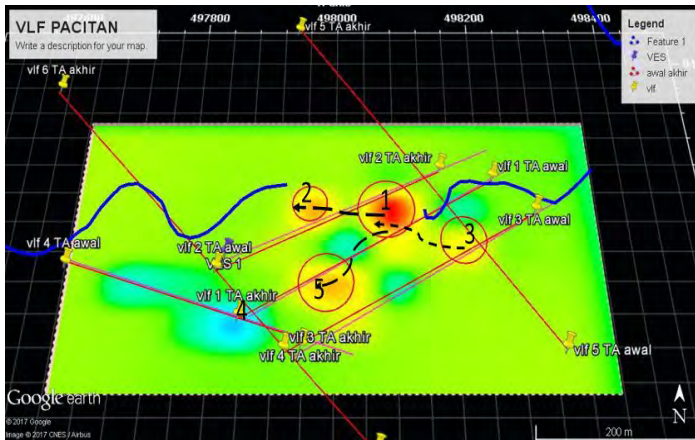 497800
498000
498200
498400
VLF PACITAN
Write a description for your map.
Legend
Feature 1
VES
awal akhir
vlf
vlf 5 TA akhir
vlf 6 TA akhir
vlf 2 TA akhir
vlf 1 TA awal
vlf 3 TA awal
2
1
3
vlf 4 TA awal
vlf 2 TA awal
VES 1
5
vlf 1 TA akhir
4
vlf 3 TA akhir
vlf 4 TA akhir
vlf 5 TA awal
Google earth
© 2017 Google
Image © 2017 CNES / Airbus
N
200 m